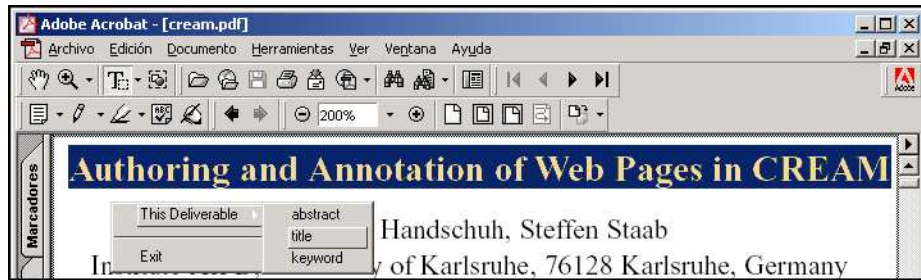 Adobe Acrobat - [cream.pdf]
Archivo Edición Documento Herramientas Ver Ventana Ayuda
Adobe
200%
Marcadores
Authoring and Annotation of Web Pages in CREAM
This Deliverable abstract
Handschuh, Steffen Staab
title
Exit keyword
of Karlsruhe, 76128 Karlsruhe, Germany